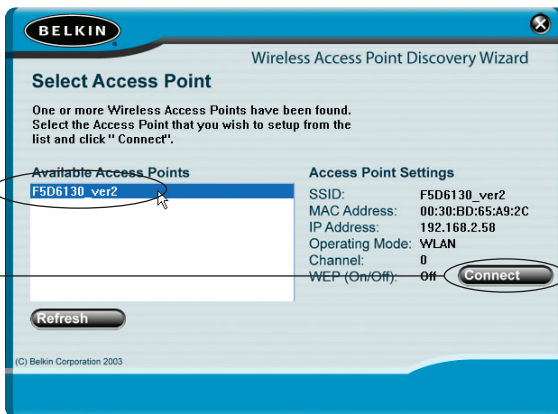 BELKIN
Wireless Access Point Discovery Wizard
Select Access Point
One or more Wireless Access Points have been found.
Select the Access Point that you wish to setup from the
list and click "Connect".
Available Access Points
F5D6130_ver2
Access Point Settings
SSID: F5D6130_ver2
MAC Address: 00:30:BD:65:A9:2C
IP Address: 192.168.2.58
Operating Mode: WLAN
Channel: 0
WEP (On/Off): Off
Connect
Refresh
(C) Belkin Corporation 2003